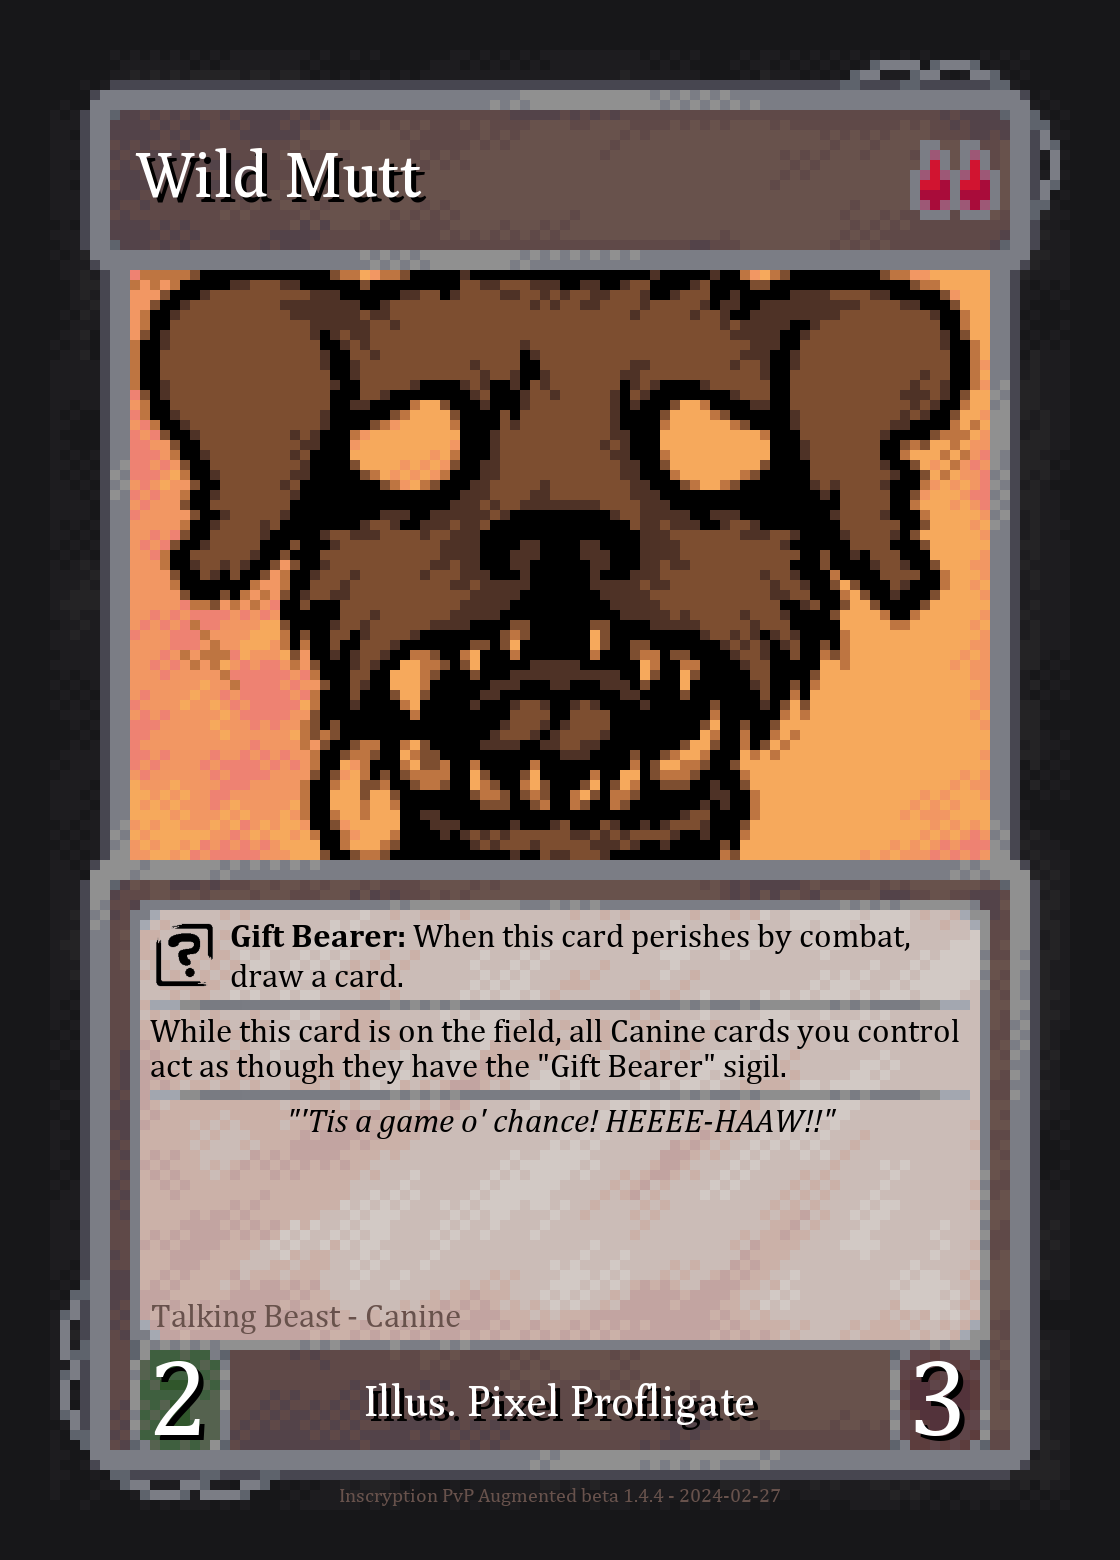 Wild Mutt
Gift Bearer: When this card perishes by combat,
draw a card.
While this card is on the field, all Canine cards you control
act as though they have the "Gift Bearer" sigil.
"'Tis a game o' chance! HEEEE-HAAW!!"
Talking Beast - Canine
2
Illus. Pixel Profligate
3
Inscryption PvP Augmented beta 1.4.4 - 2024-02-27